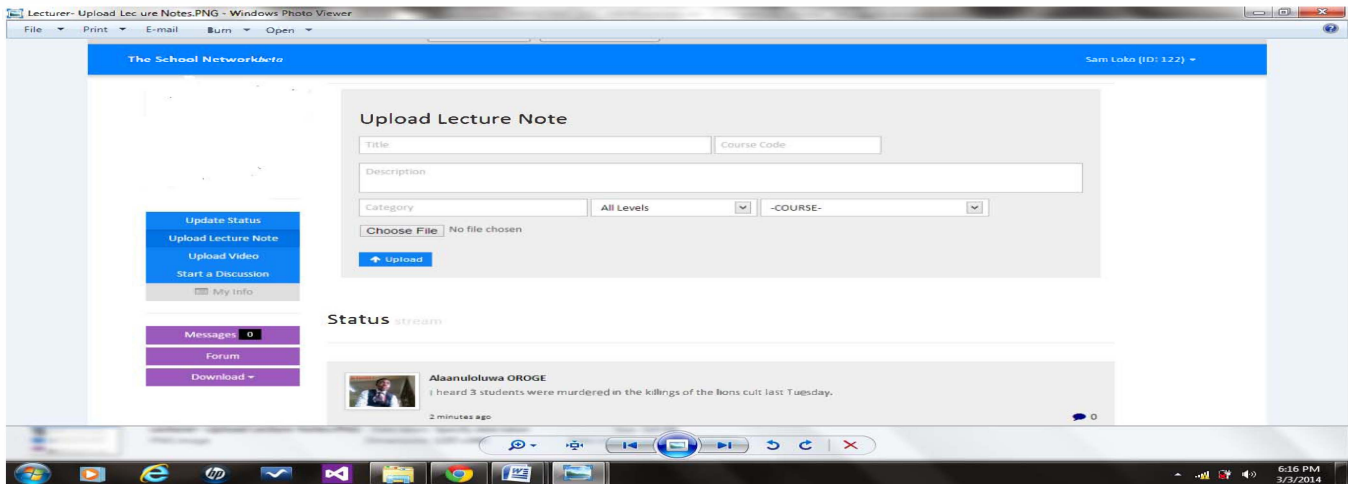 Lecturer- Upload Lec ure Notes.PNG - Windows Photo Viewer
File Print E-mail Burn Open
The School Networkbeta Sam Loko (ID: 122)
Upload Lecture Note
Title Course Code
Description
Category All Levels -COURSE-
Choose File No file chosen
Upload
Update Status
Upload Lecture Note
Upload Video
Start a Discussion
My Info
Messages 0
Forum
Download
Status stream
Alaanuloluwa OROGE
I heard 3 students were murdered in the killings of the lions cult last Tuesday.
2 minutes ago 0
6:16 PM
3/3/2014